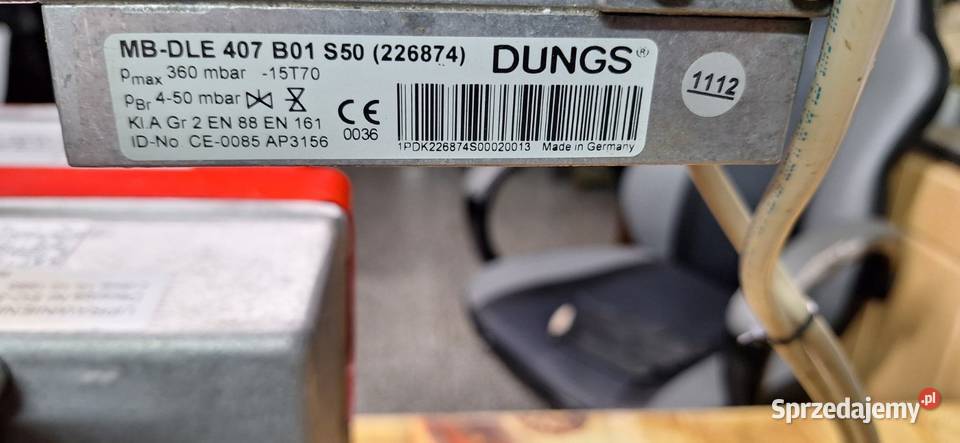 MB-DLE 407 B01 S50 (226874) DUNGS®
pmax 360 mbar -15T70
pBr 4-50 mbar
Kl.A Gr 2 EN 88 EN 161
ID-No CE-0085 AP3156
CE 0036
1PDK226874S00020013 Made in Germany
1112
Sprzedajemy.pl